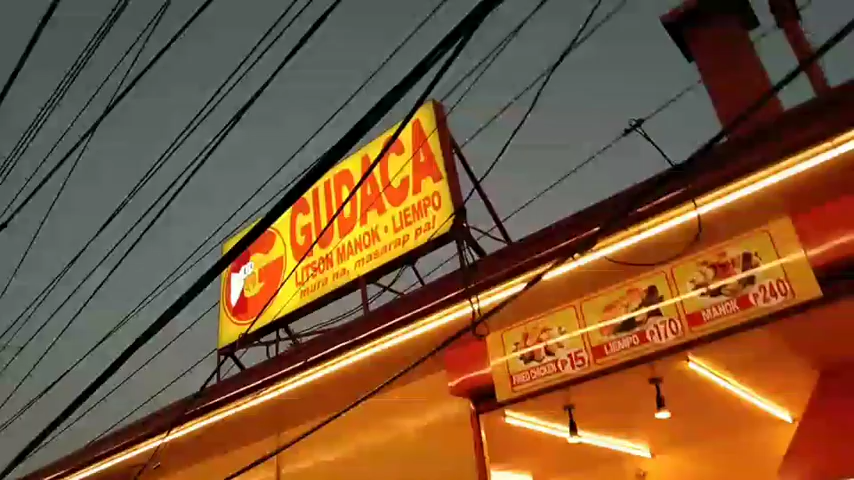 GUDACA
LITSON MANOK • LIEMPO
mura na, masarap pa!
FRIED CHICKEN ₱15
LIEMPO ₱170
MANOK ₱240